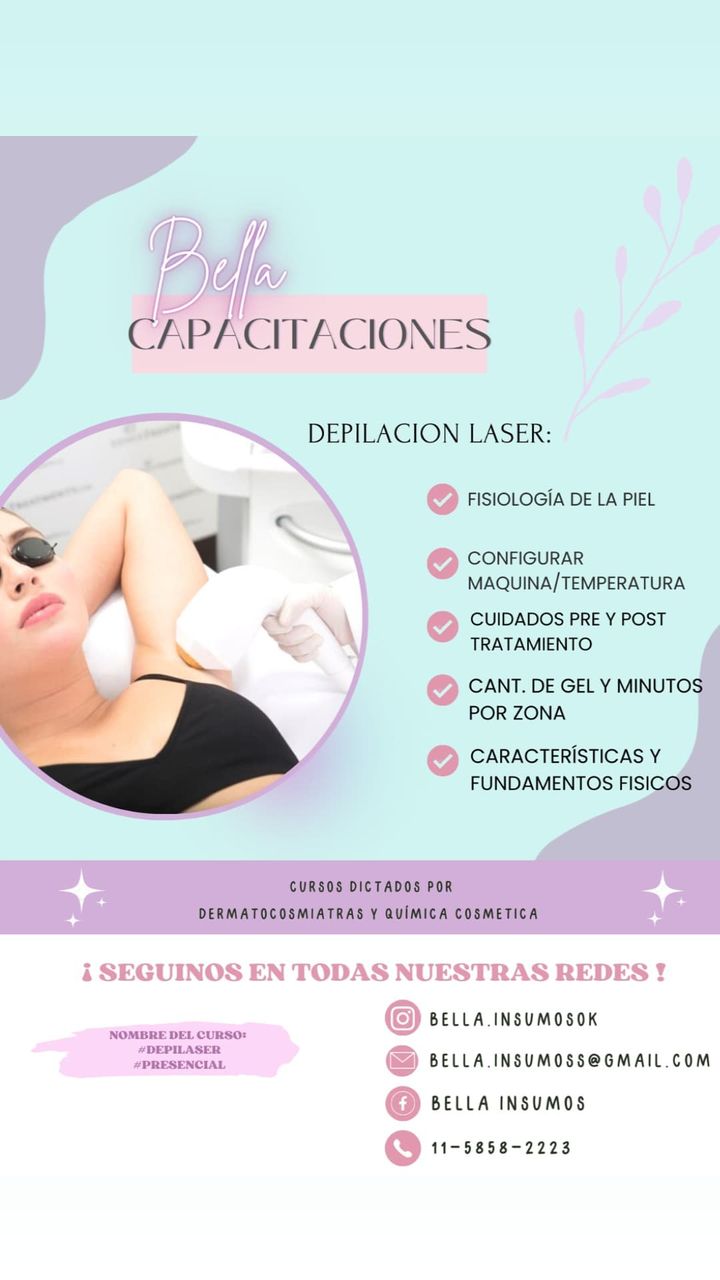 Bella
CAPACITACIONES
DEPILACION LASER:
FISIOLOGÍA DE LA PIEL
CONFIGURAR
MAQUINA/TEMPERATURA
CUIDADOS PRE Y POST
TRATAMIENTO
CANT. DE GEL Y MINUTOS
POR ZONA
CARACTERÍSTICAS Y
FUNDAMENTOS FISICOS
CURSOS DICTADOS POR
DERMATOCOSMIATRAS Y QUÍMICA COSMETICA
¡ SEGUINOS EN TODAS NUESTRAS REDES !
NOMBRE DEL CURSO:
#DEPILASER
#PRESENCIAL
BELLA.INSUMOSOK
BELLA.INSUMOSS@GMAIL.COM
BELLA INSUMOS
11-5858-2223